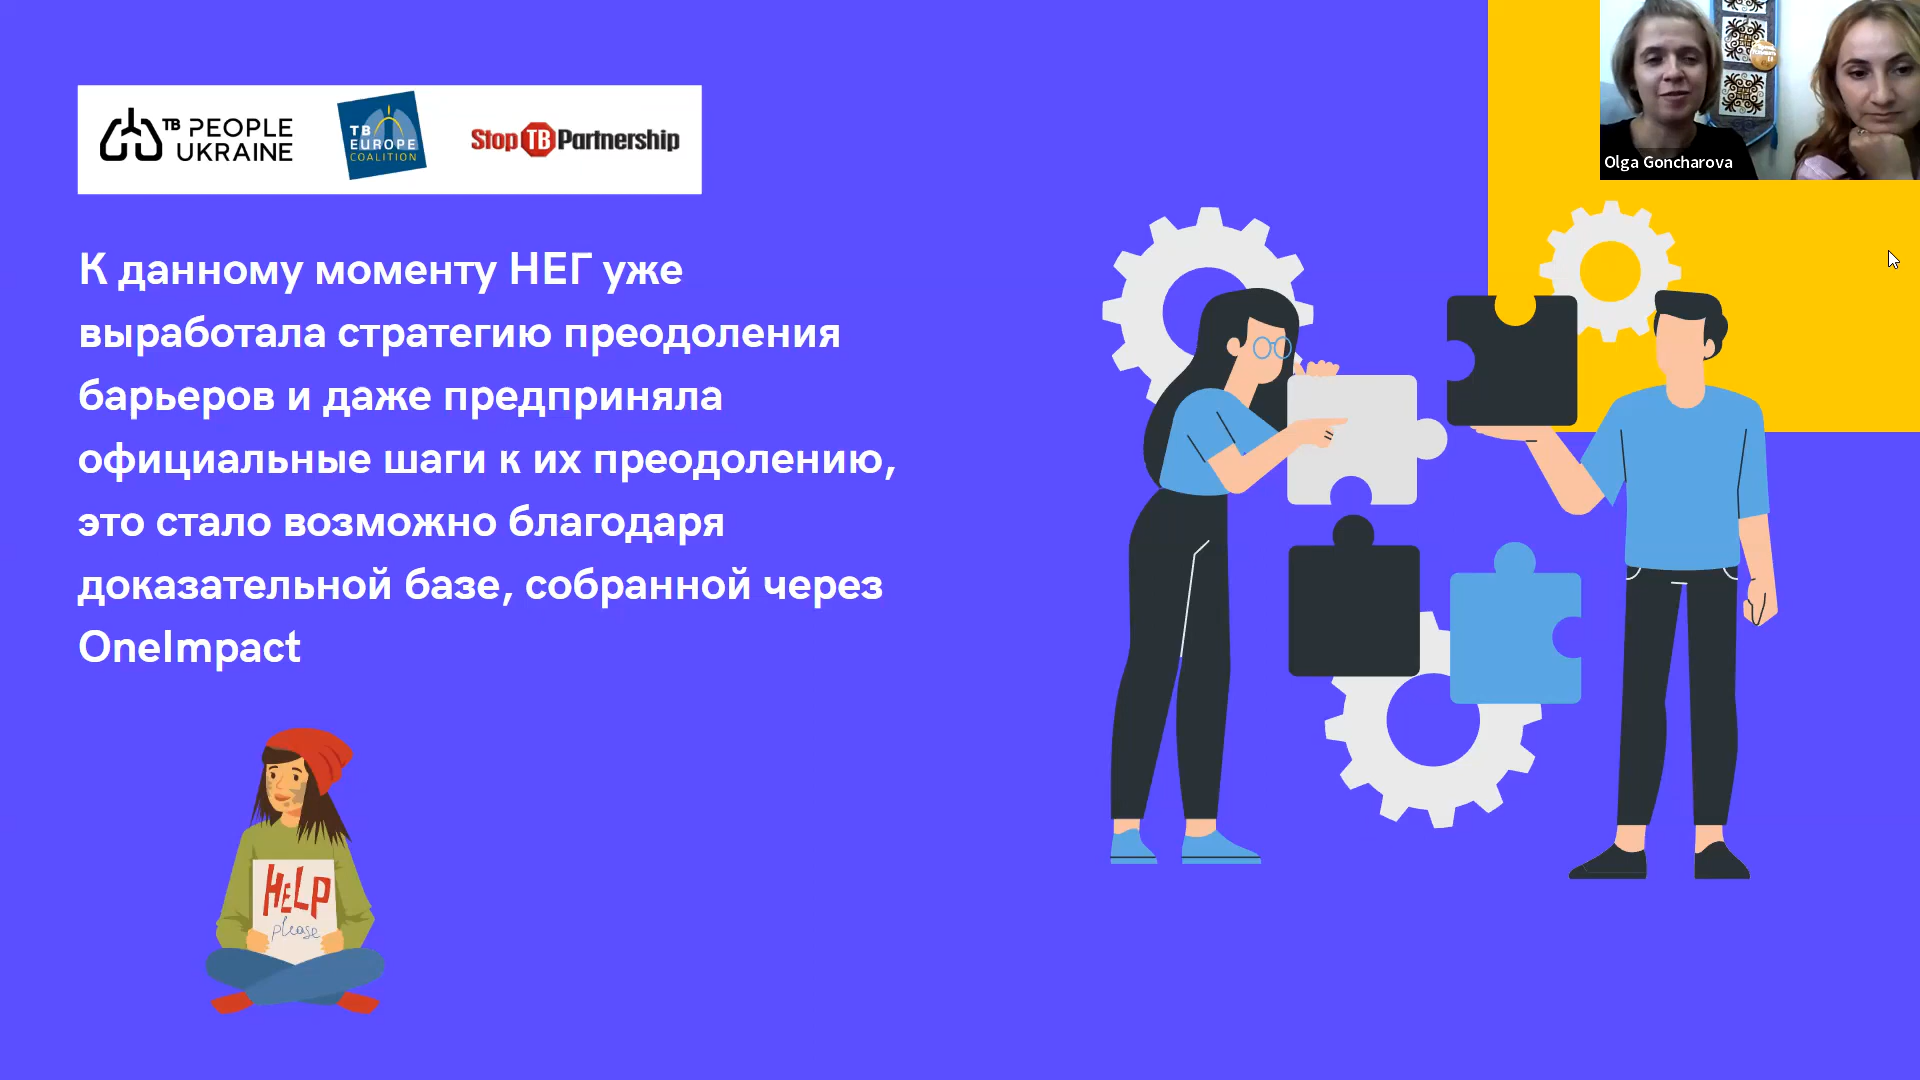 TB PEOPLE
UKRAINE
TB
EUROPE
COALITION
Stop TB Partnership
Olga Goncharova
К данному моменту НЕГ уже
выработала стратегию преодоления
барьеров и даже предприняла
официальные шаги к их преодолению,
это стало возможно благодаря
доказательной базе, собранной через
OneImpact
HELP
please